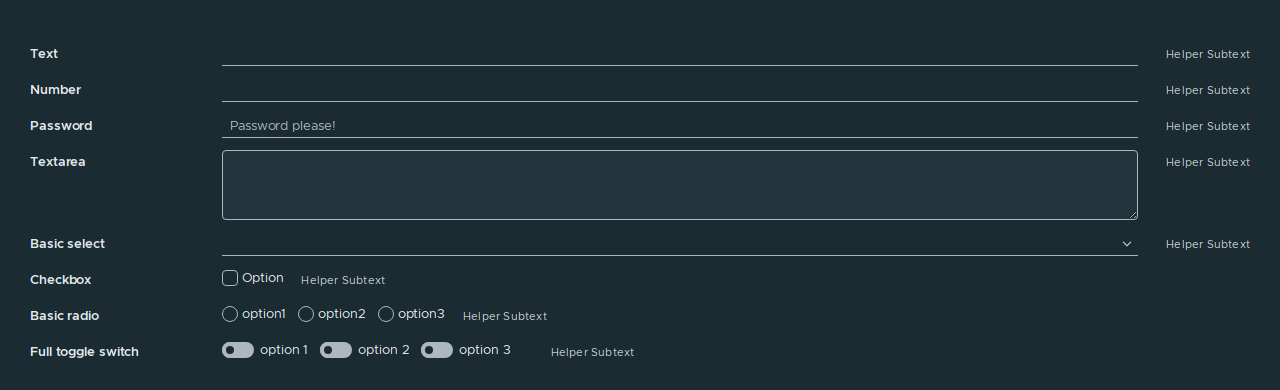 Text Helper Subtext
Number Helper Subtext
Password Password please! Helper Subtext
Textarea Helper Subtext
Basic select Helper Subtext
Checkbox Option Helper Subtext
Basic radio option1 option2 option3 Helper Subtext
Full toggle switch option 1 option 2 option 3 Helper Subtext